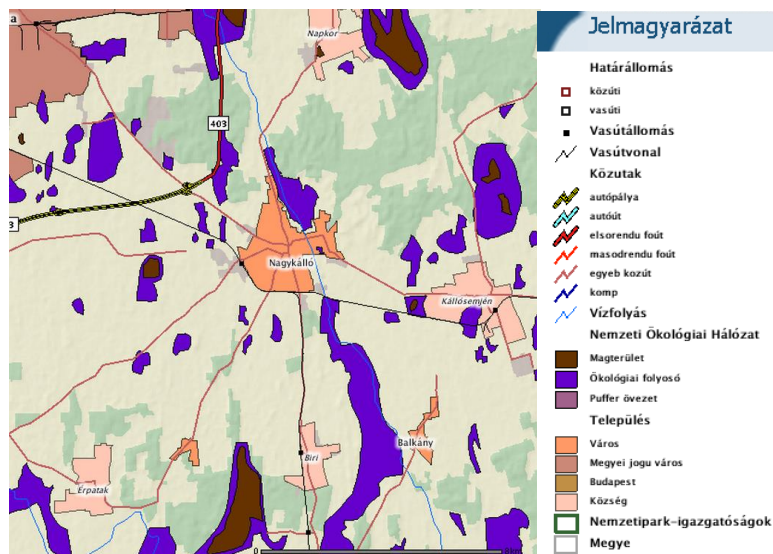 a
Napkor
403
3
Nagykálló
Kállósemjén
Balkány
Biri
Érpatak
0
Jelmagyarázat
Határállomás
közúti
vasúti
Vasútállomás
Vasútvonal
Közutak
autópálya
autóút
elsorendu foút
masodrendu foút
egyeb kozút
komp
Vízfolyás
Nemzeti Ökológiai Hálózat
Magterület
Ökológiai folyosó
Puffer övezet
Település
Város
Megyei jogu város
Budapest
Község
Nemzetipark-igazgatóságok
Megye